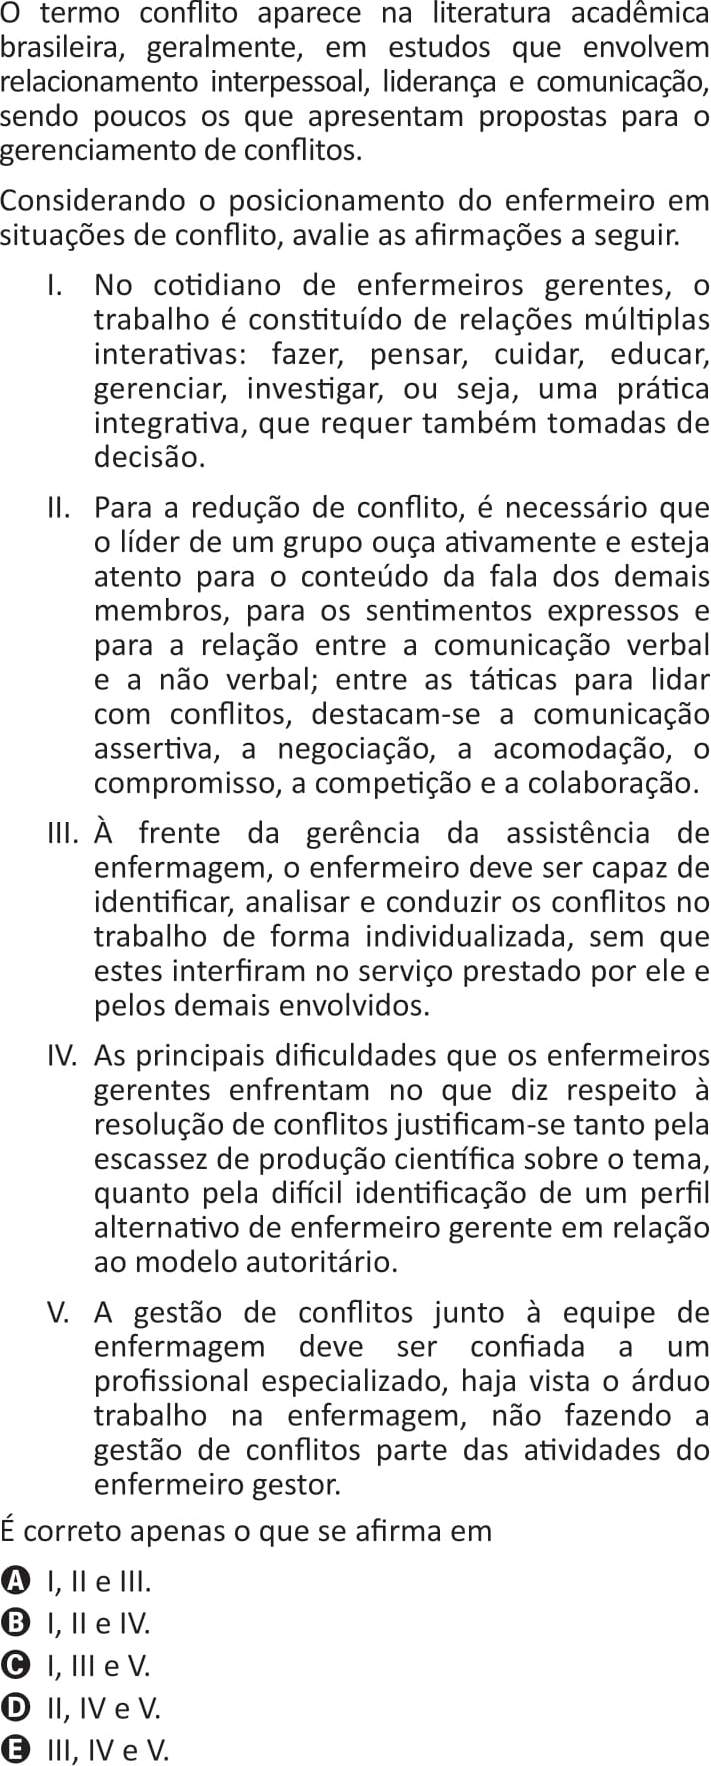 O termo conflito aparece na literatura acadêmica
brasileira, geralmente, em estudos que envolvem
relacionamento interpessoal, liderança e comunicação,
sendo poucos os que apresentam propostas para o
gerenciamento de conflitos.
Considerando o posicionamento do enfermeiro em
situações de conflito, avalie as afirmações a seguir.
I. No cotidiano de enfermeiros gerentes, o
trabalho é constituído de relações múltiplas
interativas: fazer, pensar, cuidar, educar,
gerenciar, investigar, ou seja, uma prática
integrativa, que requer também tomadas de
decisão.
II. Para a redução de conflito, é necessário que
o líder de um grupo ouça ativamente e esteja
atento para o conteúdo da fala dos demais
membros, para os sentimentos expressos e
para a relação entre a comunicação verbal
e a não verbal; entre as táticas para lidar
com conflitos, destacam-se a comunicação
assertiva, a negociação, a acomodação, o
compromisso, a competição e a colaboração.
III. À frente da gerência da assistência de
enfermagem, o enfermeiro deve ser capaz de
identificar, analisar e conduzir os conflitos no
trabalho de forma individualizada, sem que
estes interfiram no serviço prestado por ele e
pelos demais envolvidos.
IV. As principais dificuldades que os enfermeiros
gerentes enfrentam no que diz respeito à
resolução de conflitos justificam-se tanto pela
escassez de produção científica sobre o tema,
quanto pela difícil identificação de um perfil
alternativo de enfermeiro gerente em relação
ao modelo autoritário.
V. A gestão de conflitos junto à equipe de
enfermagem deve ser confiada a um
profissional especializado, haja vista o árduo
trabalho na enfermagem, não fazendo a
gestão de conflitos parte das atividades do
enfermeiro gestor.
É correto apenas o que se afirma em
A I, II e III.
B I, II e IV.
C I, III e V.
D II, IV e V.
E III, IV e V.